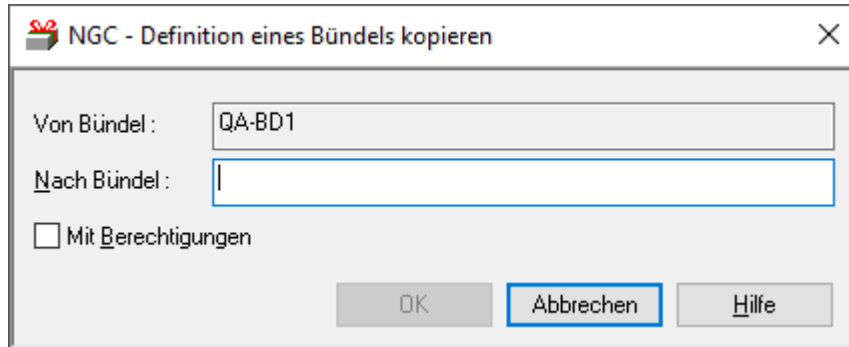 NGC - Definition eines Bündels kopieren
Von Bündel : QA-BD1
Nach Bündel :
Mit Berechtigungen
OK Abbrechen Hilfe